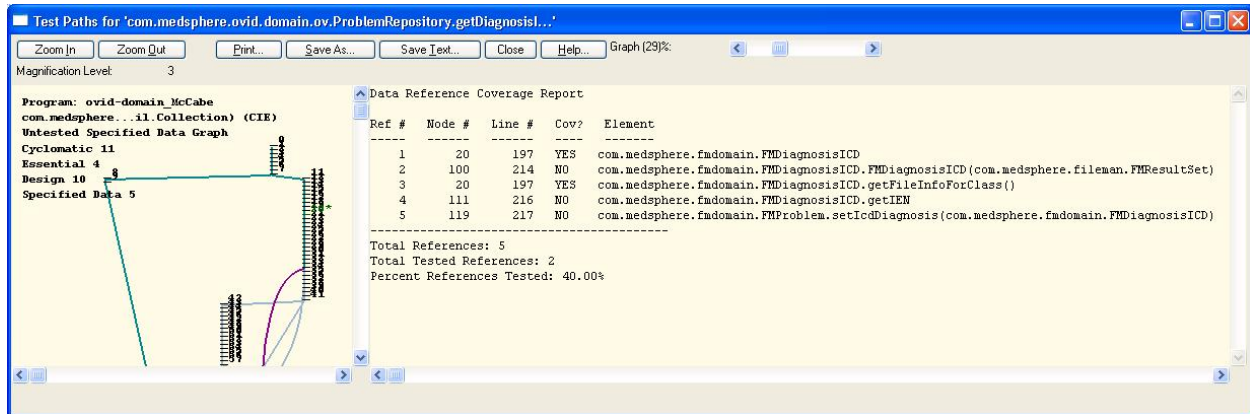 Test Paths for 'com.medsphere.ovid.domain.ov.ProblemRepository.getDiagnosisI...'
Zoom In Zoom Out Print... Save As... Save Text... Close Help... Graph (29)%:
Magnification Level: 3
Program: ovid-domain_McCabe
com.medsphere...il.Collection) (CIE)
Untested Specified Data Graph
Cyclomatic 11
Essential 4
Design 10
Specified Data 5
Data Reference Coverage Report
Ref # Node # Line # Cov? Element
1 20 197 YES com.medsphere.fmdomain.FMDiagnosisICD
2 100 214 NO com.medsphere.fmdomain.FMDiagnosisICD.FMDiagnosisICD(com.medsphere.fileman.FMResultSet)
3 20 197 YES com.medsphere.fmdomain.FMDiagnosisICD.getFileInfoForClass()
4 111 216 NO com.medsphere.fmdomain.FMDiagnosisICD.getIEN
5 119 217 NO com.medsphere.fmdomain.FMProblem.setIcdDiagnosis(com.medsphere.fmdomain.FMDiagnosisICD)
Total References: 5
Total Tested References: 2
Percent References Tested: 40.00%